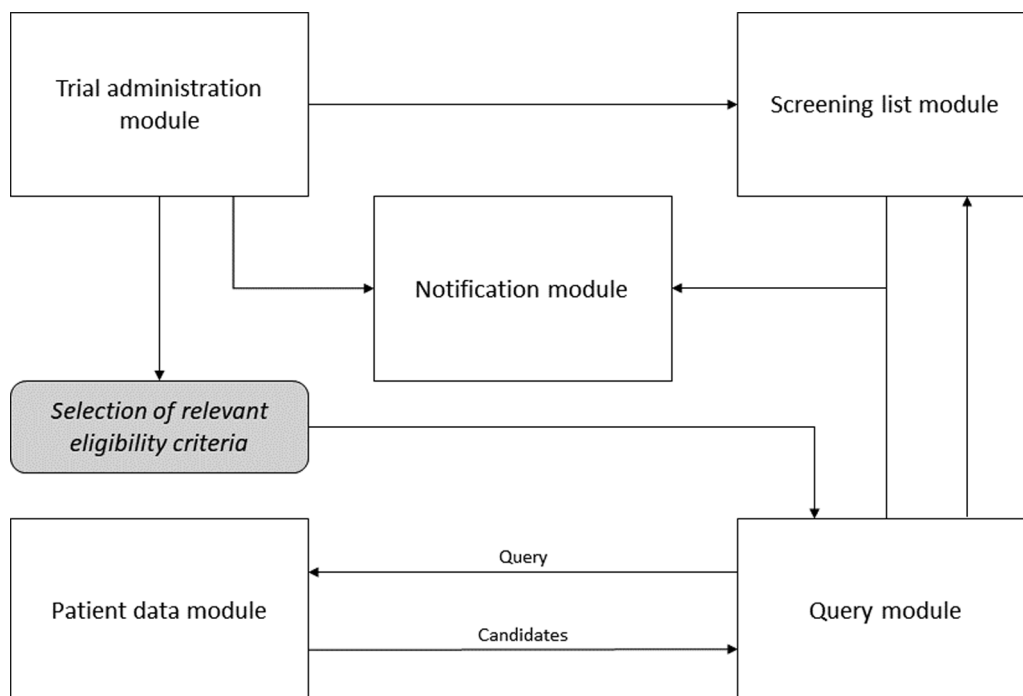 Trial administration
module
Screening list module
Notification module
Selection of relevant
eligibility criteria
Query
Patient data module
Query module
Candidates